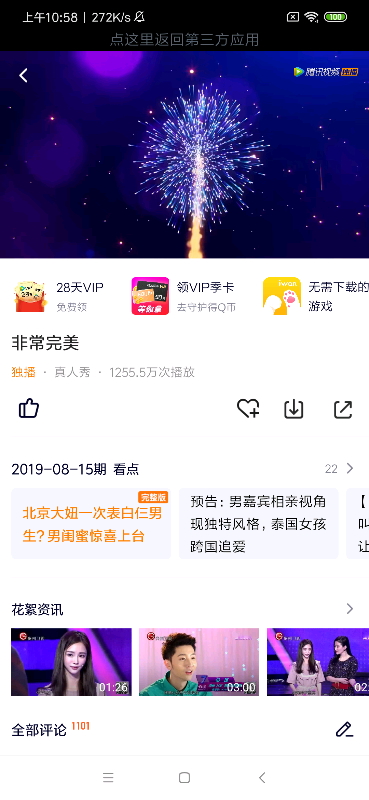 上午10:58 | 272K/s
100
点这里返回第三方应用
腾讯视频 独播
28天VIP
免费领
领VIP季卡
去守护得Q币
iwan
无需下载的
游戏
非常完美
独播 · 真人秀 · 1255.5万次播放
2019-08-15期 看点
22
完整版
北京大妞一次表白仨男
生?男闺蜜惊喜上台
预告：男嘉宾相亲视角
现独特风格，泰国女孩
跨国追爱
【
叫
让
花絮资讯
01:26
03:00
02
全部评论 1101